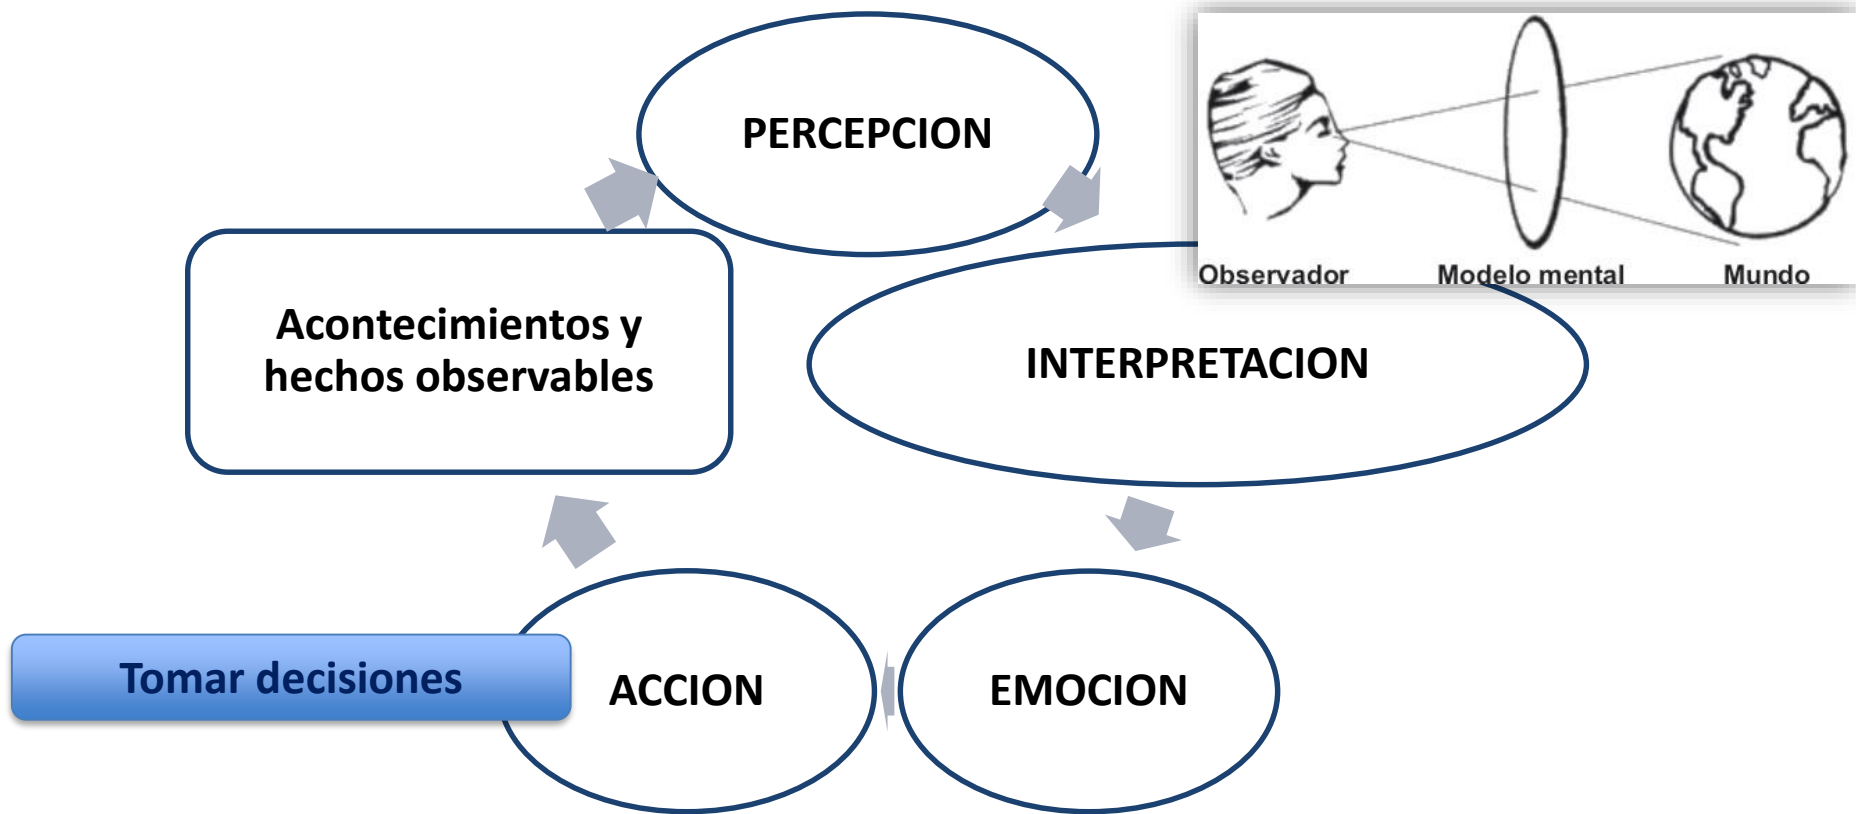 PERCEPCION
Observador
Modelo mental
Mundo
Acontecimientos y
hechos observables
INTERPRETACION
Tomar decisiones
ACCION
EMOCION